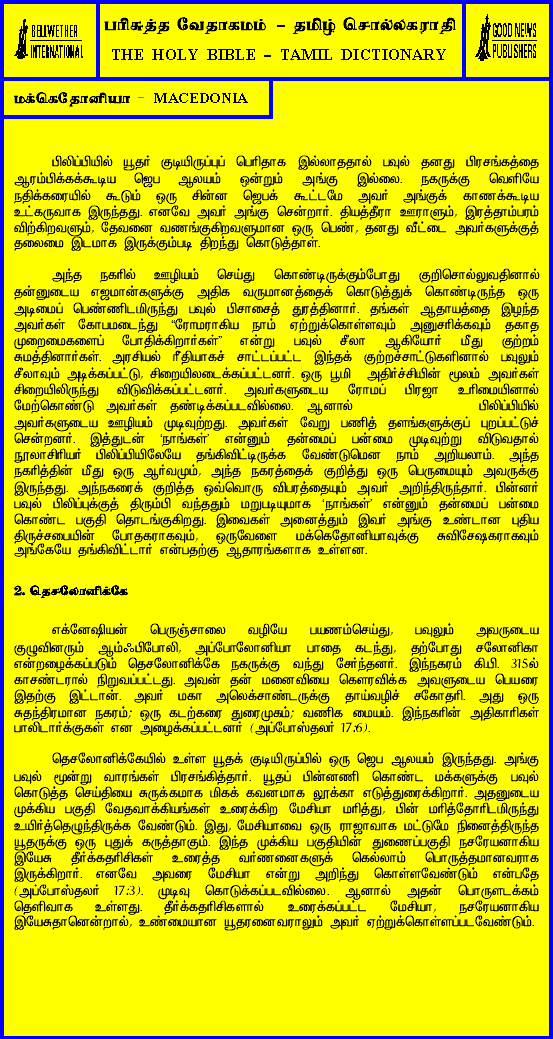 BELLWETHER
INTERNATIONAL
பரிசுத்த வேதாகமம் - தமிழ் சொல்லகராதி
THE HOLY BIBLE - TAMIL DICTIONARY
GOOD NEWS
PUBLISHERS
மக்கெதோனியா - MACEDONIA
பிலிப்பியில் யூதர் குடியிருப்புப் பெரிதாக இல்லாததால் பவுல் தனது பிரசங்கத்தை
ஆரம்பிக்கக்கூடிய ஜெப ஆலயம் ஒன்றும் அங்கு இல்லை. நகருக்கு வெளியே
நதிக்கரையில் கூடும் ஒரு சின்ன ஜெபக் கூட்டமே அவர் அங்குக் காணக்கூடிய
உட்கருவாக இருந்தது. எனவே அவர் அங்கு சென்றார். தியத்தீரா ஊராளும், இரத்தாம்பரம்
விற்கிறவளும், தேவனை வணங்குகிறவளுமான ஒரு பெண், தனது வீட்டை அவர்களுக்குத்
தலைமை இடமாக இருக்கும்படி திறந்து கொடுத்தாள்.
அந்த நகரில் ஊழியம் செய்து கொண்டிருக்கும்போது குறிசொல்லுவதினால்
தன்னுடைய எஜமான்களுக்கு அதிக வருமானத்தைக் கொடுத்துக் கொண்டிருந்த ஒரு
அடிமைப் பெண்ணிடமிருந்து பவுல் பிசாசைத் துரத்தினார். தங்கள் ஆதாயத்தை இழந்த
அவர்கள் கோபமடைந்து “ரோமராகிய நாம் ஏற்றுக்கொள்ளவும் அனுசரிக்கவும் தகாத
முறைமைகளைப் போதிக்கிறார்கள்” என்று பவுல் சீலா ஆகியோர் மீது குற்றம்
சுமத்தினார்கள். அரசியல் ரீதியாகச் சாட்டப்பட்ட இந்தக் குற்றச்சாட்டுகளினால் பவுலும்
சீலாவும் அடிக்கப்பட்டு, சிறையிலடைக்கப்பட்டனர். ஒரு பூமி அதிர்ச்சியின் மூலம் அவர்கள்
சிறையிலிருந்து விடுவிக்கப்பட்டனர். அவர்களுடைய ரோமப் பிரஜா உரிமையினால்
மேற்கொண்டு அவர்கள் தண்டிக்கப்படவில்லை. ஆனால் பிலிப்பியில்
அவர்களுடைய ஊழியம் முடிவுற்றது. அவர்கள் வேறு பணித் தளங்களுக்குப் புறப்பட்டுச்
சென்றனர். இத்துடன் ‘நாங்கள்’ என்னும் தன்மைப் பன்மை முடிவுற்று விடுவதால்
நூலாசிரியர் பிலிப்பியிலேயே தங்கிவிட்டிருக்க வேண்டுமென நாம் அறியலாம். அந்த
நகரித்தின் மீது ஒரு ஆர்வமும், அந்த நகரத்தைக் குறித்து ஒரு பெருமையும் அவருக்கு
இருந்தது. அந்நகரைக் குறித்த ஒவ்வொரு விபரத்தையும் அவர் அறிந்திருந்தார். பின்னர்
பவுல் பிலிப்புக்குத் திரும்பி வந்ததும் மறுபடியுமாக ‘நாங்கள்’ என்னும் தன்மைப் பன்மை
கொண்ட பகுதி தொடங்குகிறது. இவைகள் அனைத்தும் இவர் அங்கு உண்டான புதிய
திருச்சபையின் போதகராகவும், ஒருவேளை மக்கெதோனியாவுக்கு சுவிசேஷகராகவும்
அங்கேயே தங்கிவிட்டார் என்பதற்கு ஆதாரங்களாக உள்ளன.
2. தெசலோனிக்கே
எக்னேஷியன் பெருஞ்சாலை வழியே பயணம்செய்து, பவுலும் அவருடைய
குழுவினரும் ஆம்ஃபிபோலி, அப்போலோனியா பாதை கடந்து, தற்போது சலோனிகா
என்றழைக்கப்படும் தெசலோனிக்கே நகருக்கு வந்து சேர்ந்தனர். இந்நகரம் கி.பி. 315ல்
காசண்டரால் நிறுவப்பட்டது. அவன் தன் மனைவியை கௌரவிக்க அவளுடைய பெயரை
இதற்கு இட்டான். அவர் மகா அலெக்சாண்டருக்கு தாய்வழிச் சகோதரி. அது ஒரு
சுதந்திரமான நகரம்; ஒரு கடற்கரை துரைமுகம்; வணிக மையம். இந்நகரின் அதிகாரிகள்
பாலிடார்க்குகள் என அழைக்கப்பட்டனர் (அப்போஸ்தலர் 17:6).
தெசலோனிக்கேயில் உள்ள யூதக் குடியிருப்பில் ஒரு ஜெப ஆலயம் இருந்தது. அங்கு
பவுல் மூன்று வாரங்கள் பிரசங்கித்தார். யூதப் பின்னணி கொண்ட மக்களுக்கு பவுல்
கொடுத்த செய்தியை சுருக்கமாக மிகக் கவனமாக லூக்கா எடுத்துரைக்கிறார். அதனுடைய
முக்கிய பகுதி வேதவாக்கியங்கள் உரைக்கிற மேசியா மரித்து, பின் மரித்தோரிடமிருந்து
உயிர்த்தெழுந்திருக்க வேண்டும். இது, மேசியாவை ஒரு ராஜாவாக மட்டுமே நினைத்திருந்த
யூதருக்கு ஒரு புதுக் கருத்தாகும். இந்த முக்கிய பகுதியின் துணைப்பகுதி நசரேயனாகிய
இயேசு தீர்க்கதரிசிகள் உரைத்த வர்ணனைகளுக் கெல்லாம் பொருத்தமானவராக
இருக்கிறார். எனவே அவரை மேசியா என்று அறிந்து கொள்ளவேண்டும் என்பதே
(அப்போஸ்தலர் 17:3). முடிவு கொடுக்கப்படவில்லை. ஆனால் அதன் பொருளடக்கம்
தெளிவாக உள்ளது. தீர்க்கதரிசிகளால் உரைக்கப்பட்ட மேசியா, நசரேயனாகிய
இயேசுதானென்றால், உண்மையான யூதரனைவராலும் அவர் ஏற்றுக்கொள்ளப்படவேண்டும்.